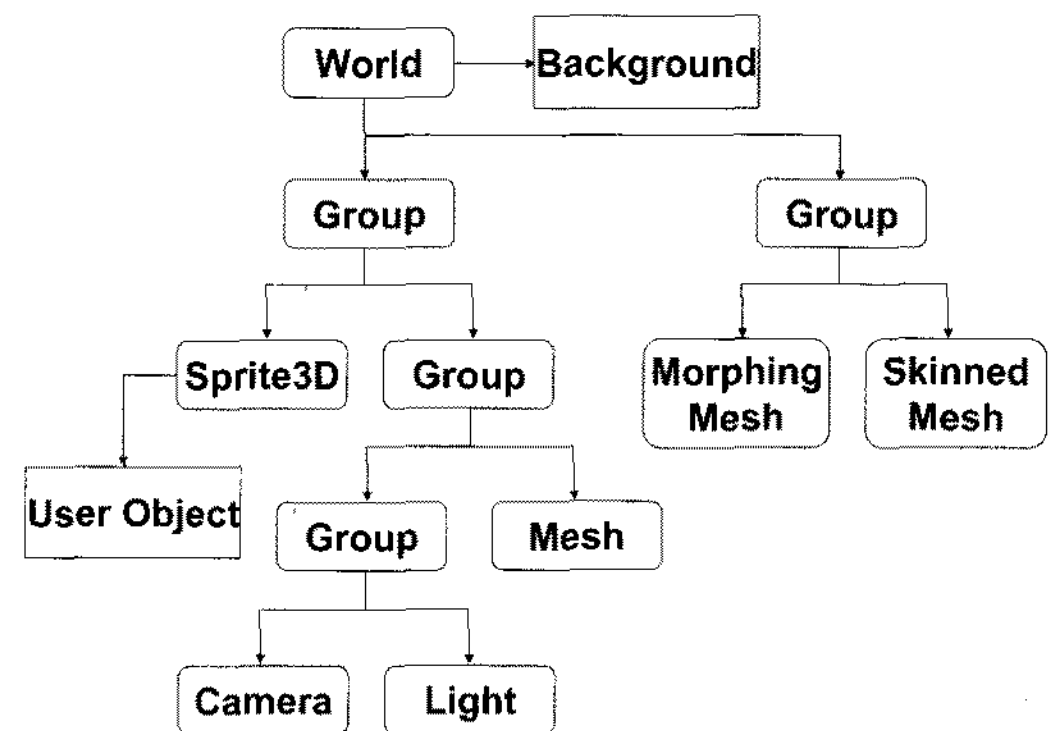 World
Background
Group
Group
Sprite3D
Group
Morphing
Mesh
Skinned
Mesh
User Object
Group
Mesh
Camera
Light